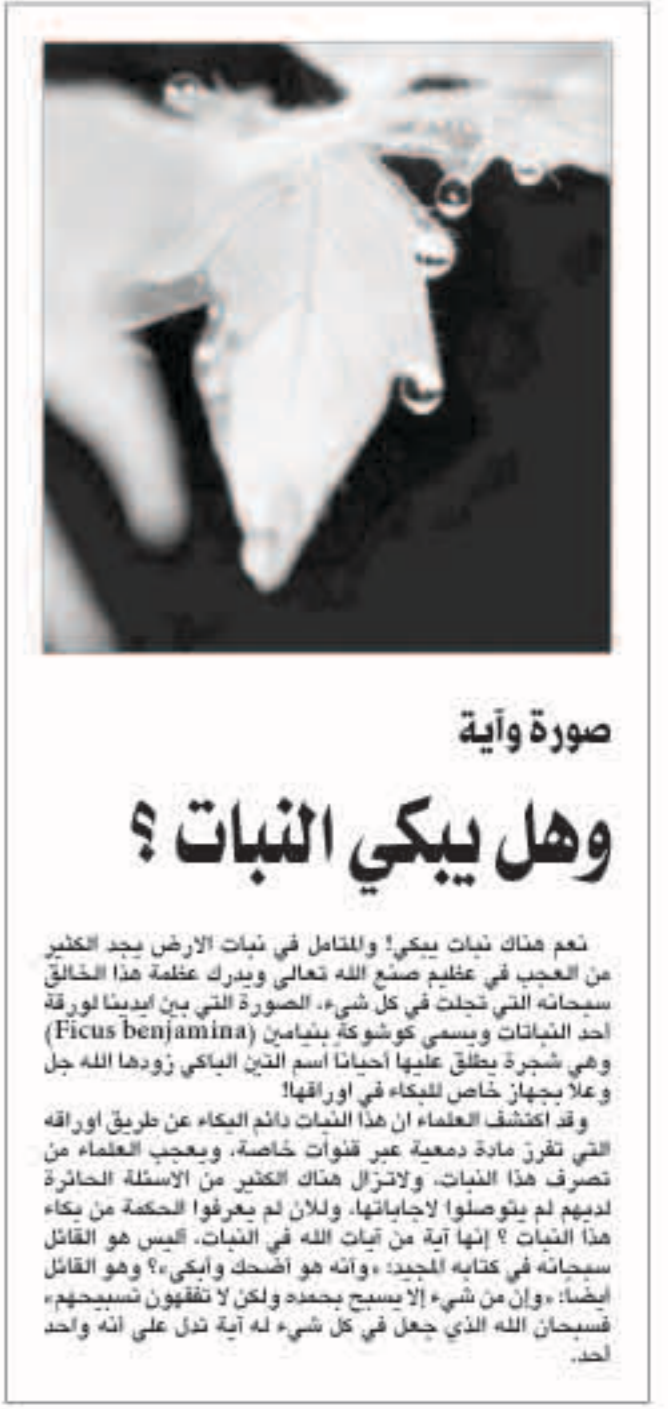 صورة وآية
وهل يبكي النبات ؟
نعم هناك نبات يبكي! والمتامل في نبات الارض يجد الكثير
من العجب في عظيم صنع الله تعالى ويدرك عظمة هذا الخالق
سبحانه التي تجلت في كل شيء، الصورة التي بين ايدينا لورقة
احد النباتات ويسمى كوشوكة بنيامين (Ficus benjamina)
وهي شجرة يطلق عليها أحياناً اسم التين الباكي زودها الله جل
وعلا بجهاز خاص للبكاء في اوراقها!
وقد اكتشف العلماء ان هذا النبات دائم البكاء عن طريق اوراقه
التي تفرز مادة دمعية عبر قنوات خاصة، ويعجب العلماء من
تصرف هذا النبات، ولاتزال هناك الكثير من الاسئلة الحائرة
لديهم لم يتوصلوا لاجاباتها، وللان لم يعرفوا الحكمة من بكاء
هذا النبات ؟ إنها آية من آيات الله في النبات، أليس هو القائل
سبحانه في كتابه المجيد: «وأنه هو أضحك وأبكى»؟ وهو القائل
أيضاً: «وإن من شيء إلا يسبح بحمده ولكن لا تفقهون تسبيحهم»
فسبحان الله الذي جعل في كل شيء له آية تدل على أنه واحد
أحد.